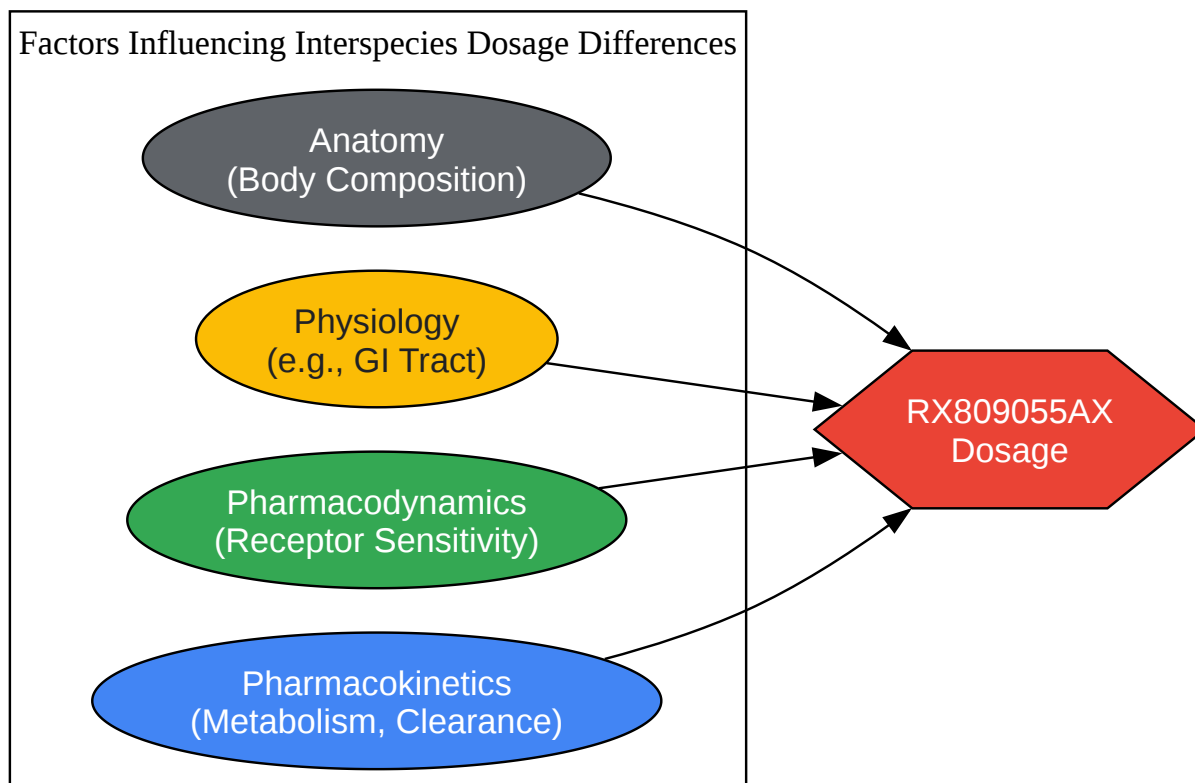 Factors Influencing Interspecies Dosage Differences
Anatomy
(Body Composition)
Physiology
(e.g., GI Tract)
Pharmacodynamics
(Receptor Sensitivity)
Pharmacokinetics
(Metabolism, Clearance)
RX809055AX
Dosage